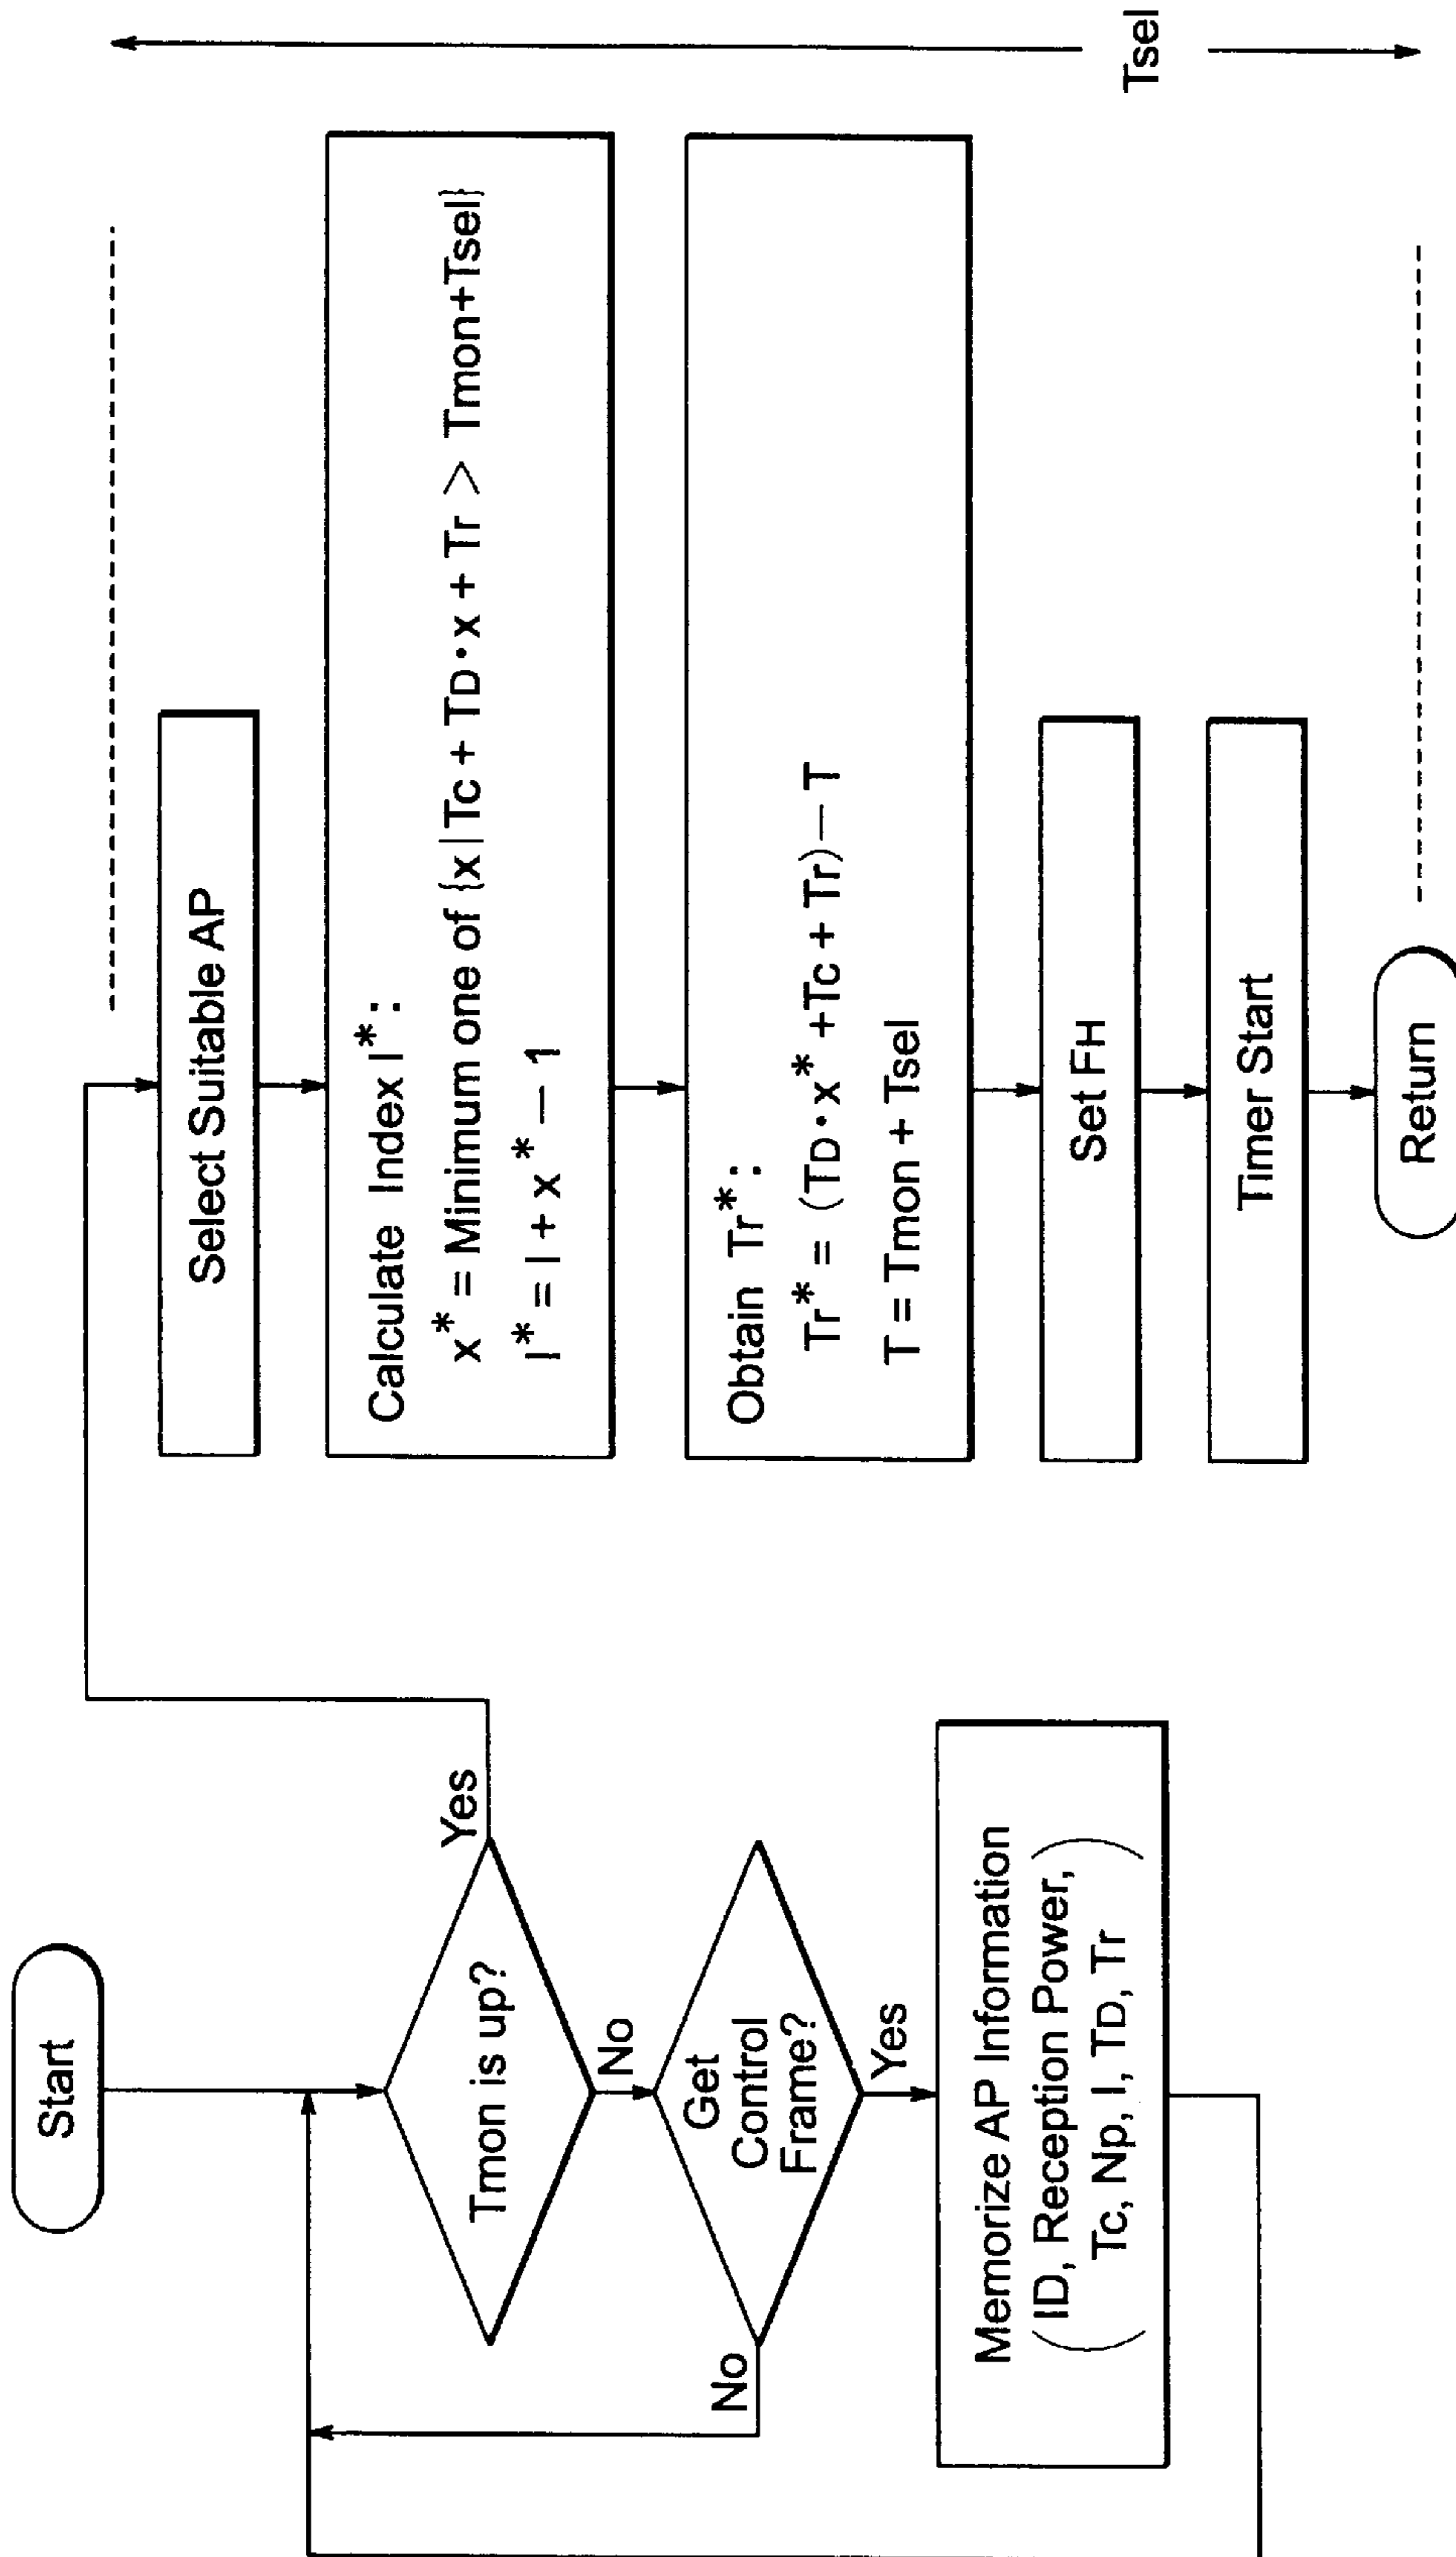 Start
Tmon is up?
Yes
No
Get
Control
Frame?
No
Yes
Memorize AP Information
(ID, Reception Power,
Tc, Np, I, TD, Tr)
Select Suitable AP
Calculate Index I*:
x* = Minimum one of {x | Tc + TD·x + Tr > Tmon+Tsel}
I* = I + x* — 1
Obtain Tr*:
Tr* = (TD·x* +Tc + Tr) — T
T = Tmon + Tsel
Set FH
Timer Start
Return
Tsel